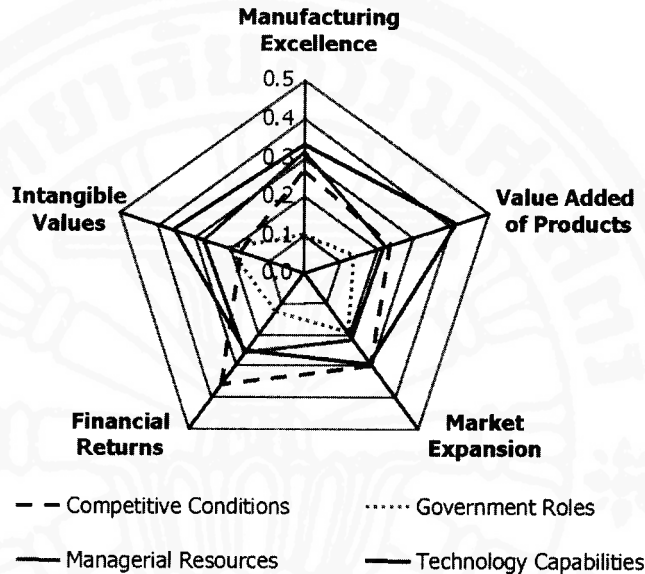 Manufacturing
Excellence
0.5
0.4
0.3
0.2
0.1
0.0
Intangible
Values
Value Added
of Products
Financial
Returns
Market
Expansion
Competitive Conditions
Government Roles
Managerial Resources
Technology Capabilities